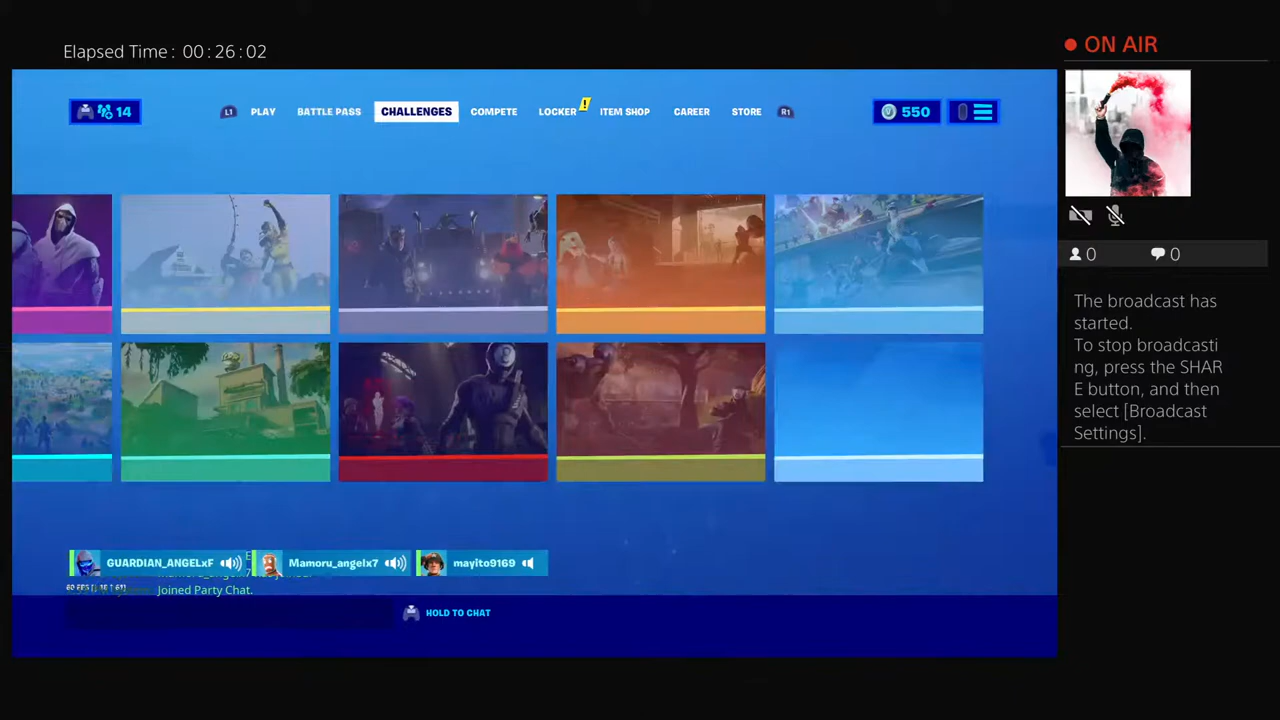 Elapsed Time: 00:26:02
ON AIR
14
L1
PLAY
BATTLE PASS
CHALLENGES
COMPETE
LOCKER
!
ITEM SHOP
CAREER
STORE
R1
550
0
0
The broadcast has
started.
To stop broadcasti
ng, press the SHAR
E button, and then
select [Broadcast
Settings].
GUARDIAN_ANGELxF
Mamoru_angelx7
mayito9169
Joined Party Chat.
HOLD TO CHAT